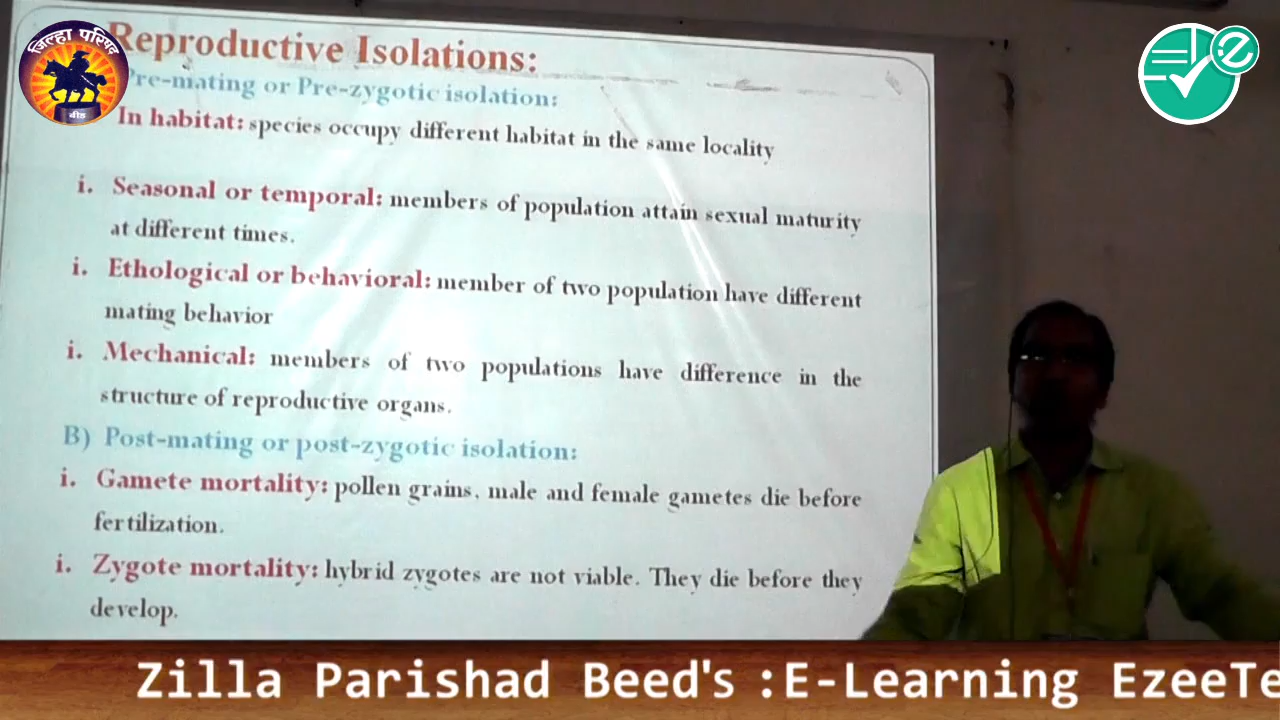 जिल्हा परिषद
बीड
Reproductive Isolations:
Pre-mating or Pre-zygotic isolation:
In habitat: species occupy different habitat in the same locality
i. Seasonal or temporal: members of population attain sexual maturity
at different times.
i. Ethological or behavioral: member of two population have different
mating behavior
i. Mechanical: members of two populations have difference in the
structure of reproductive organs.
B) Post-mating or post-zygotic isolation:
i. Gamete mortality: pollen grains, male and female gametes die before
fertilization.
i. Zygote mortality: hybrid zygotes are not viable. They die before they
develop.
Zilla Parishad Beed's :E-Learning EzeeTe